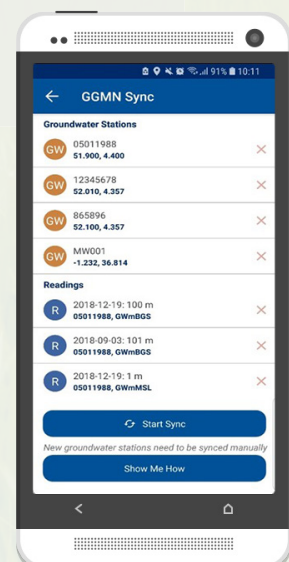 91% 10:11
GGMN Sync
Groundwater Stations
GW
05011988
51.900, 4.400
GW
12345678
52.010, 4.357
GW
865896
52.100, 4.357
GW
MW001
-1.232, 36.814
Readings
R
2018-12-19: 100 m
05011988, GWmBGS
R
2018-09-03: 101 m
05011988, GWmBGS
R
2018-12-19: 1 m
05011988, GWmMSL
Start Sync
New groundwater stations need to be synced manually
Show Me How